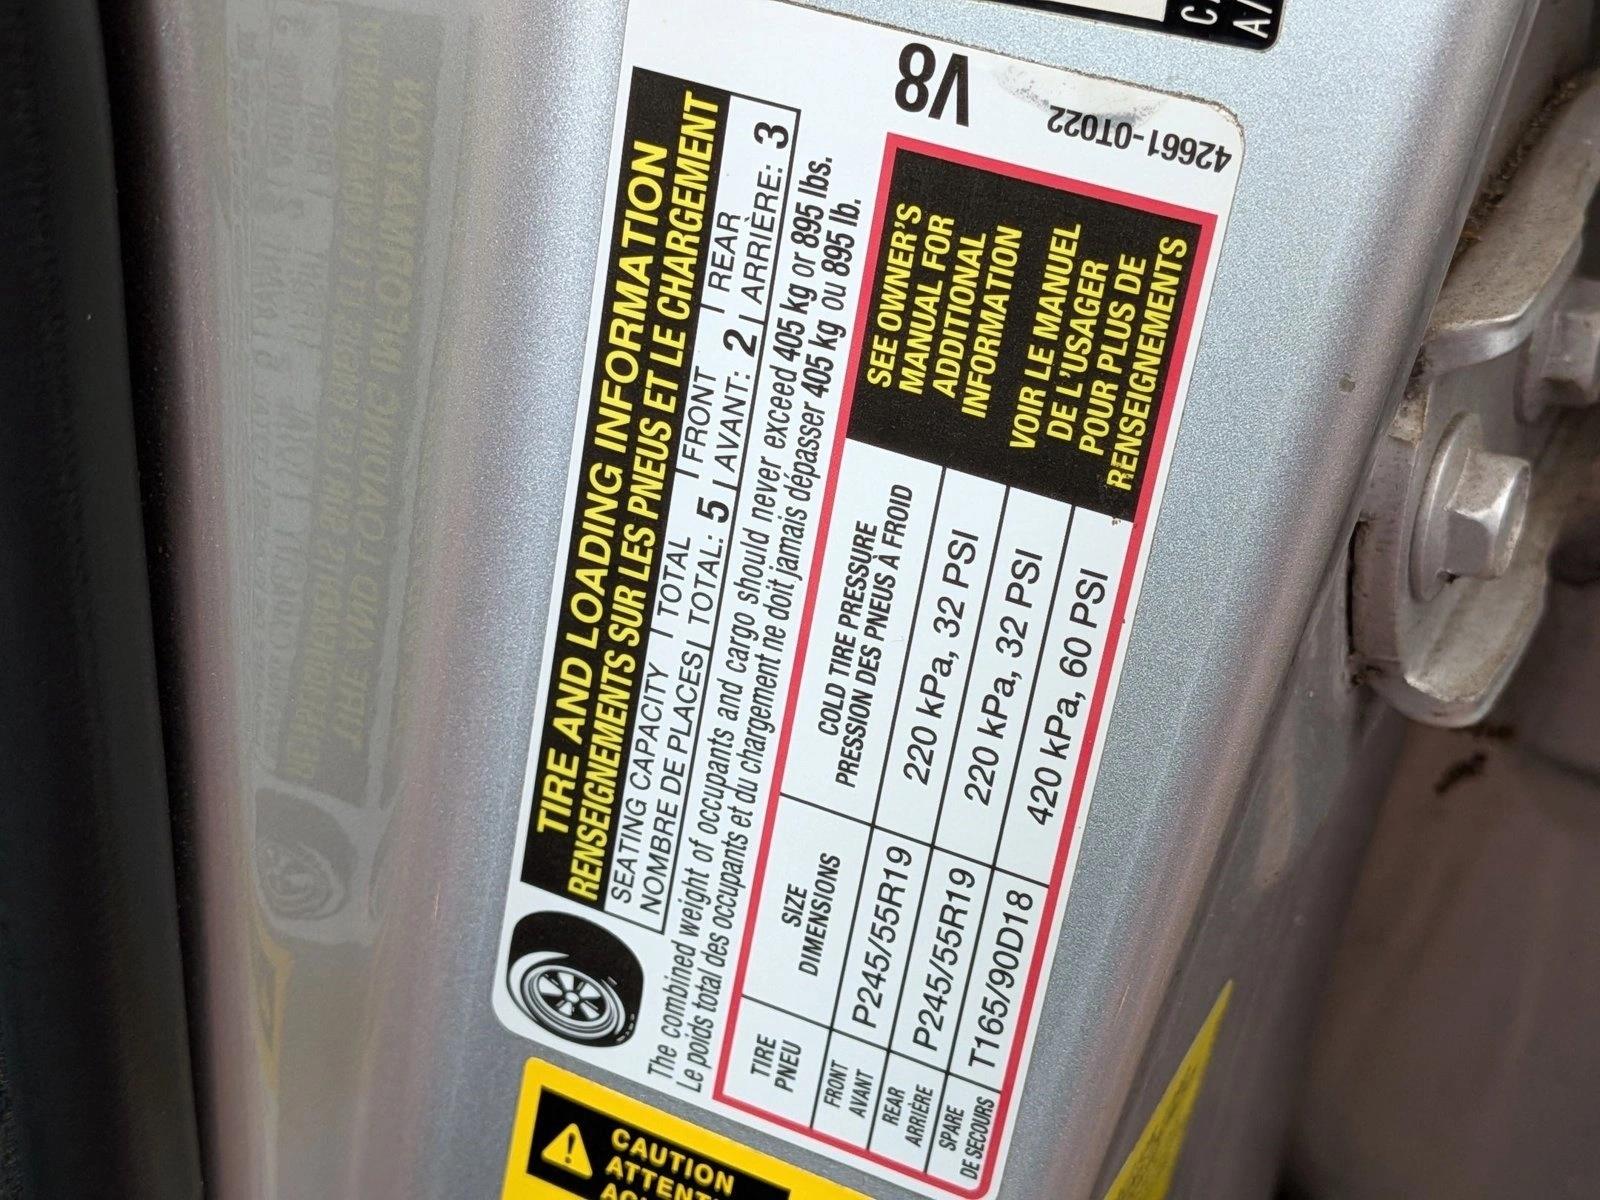 TIRE AND LOADING INFORMATION
RENSEIGNEMENTS SUR LES PNEUS ET LE CHARGEMENT
SEATING CAPACITY | TOTAL | FRONT | REAR
NOMBRE DE PLACES | TOTAL: 5 | AVANT: 2 | ARRIÈRE: 3
The combined weight of occupants and cargo should never exceed 405 kg or 895 lbs.
Le poids total des occupants et du chargement ne doit jamais dépasser 405 kg ou 895 lb.
TIRE SIZE COLD TIRE PRESSURE
PNEU DIMENSIONS PRESSION DES PNEUS À FROID
FRONT
AVANT P245/55R19 220 kPa, 32 PSI
REAR
ARRIÈRE P245/55R19 220 kPa, 32 PSI
SPARE
DE SECOURS T165/90D18 420 kPa, 60 PSI
SEE OWNER'S
MANUAL FOR
ADDITIONAL
INFORMATION
VOIR LE MANUEL
DE L'USAGER
POUR PLUS DE
RENSEIGNEMENTS
V8
42661-0T022
CAUTION